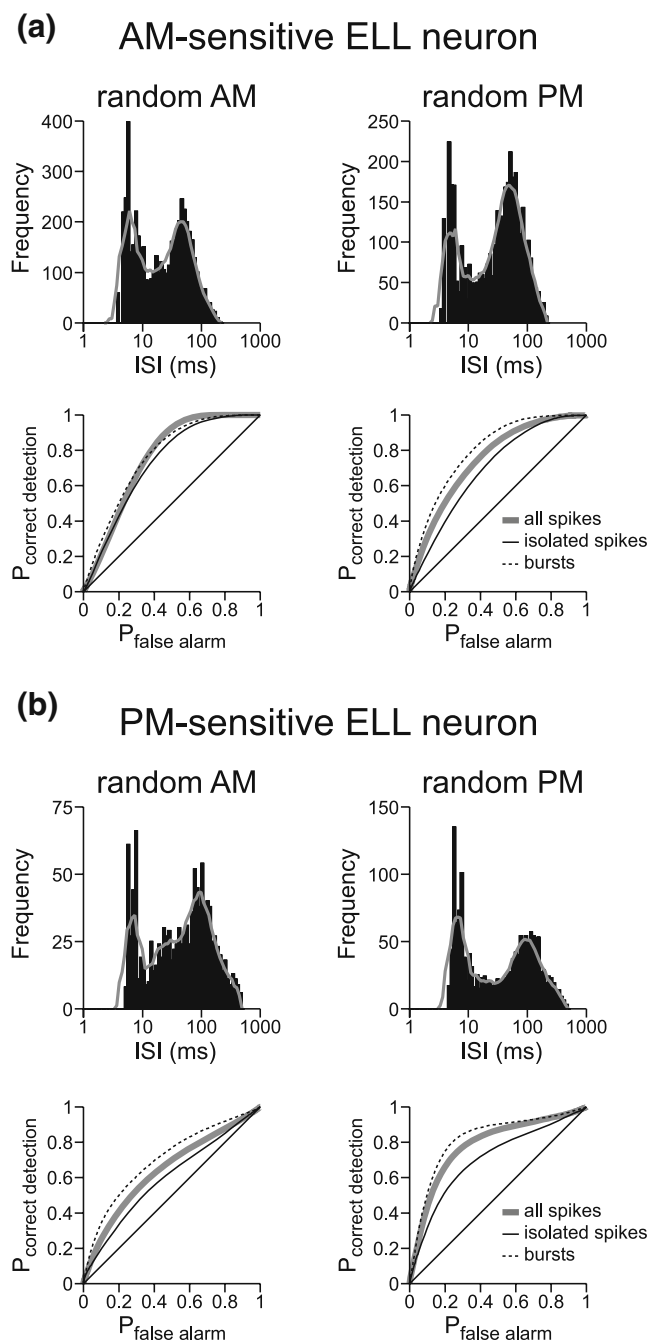 (a) AM-sensitive ELL neuron
random AM
random PM
400
300
200
100
0
Frequency
1 10 100 1000
ISI (ms)
250
200
150
100
50
0
Frequency
1 10 100 1000
ISI (ms)
1
0.8
0.6
0.4
0.2
0
P correct detection
0 0.2 0.4 0.6 0.8 1
P false alarm
1
0.8
0.6
0.4
0.2
0
P correct detection
all spikes
isolated spikes
bursts
0 0.2 0.4 0.6 0.8 1
P false alarm
(b) PM-sensitive ELL neuron
random AM
random PM
75
50
25
0
Frequency
1 10 100 1000
ISI (ms)
150
100
50
0
Frequency
1 10 100 1000
ISI (ms)
1
0.8
0.6
0.4
0.2
0
P correct detection
0 0.2 0.4 0.6 0.8 1
P false alarm
1
0.8
0.6
0.4
0.2
0
P correct detection
all spikes
isolated spikes
bursts
0 0.2 0.4 0.6 0.8 1
P false alarm